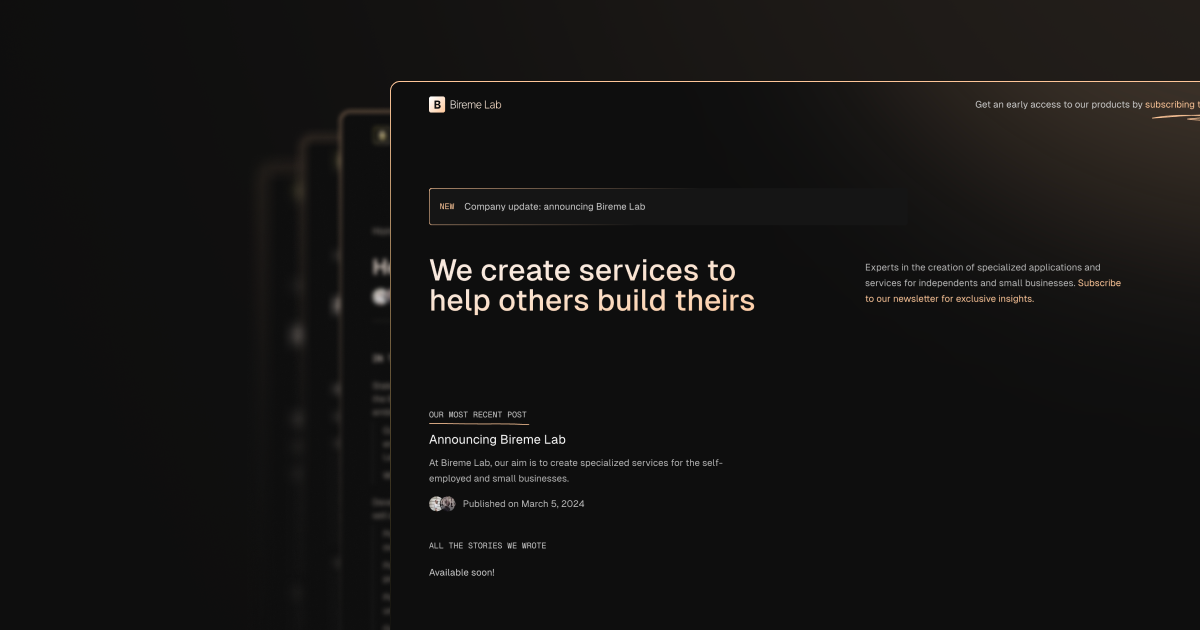 B Bireme Lab
Get an early access to our products by subscribing
NEW Company update: announcing Bireme Lab
We create services to
help others build theirs
Experts in the creation of specialized applications and
services for independents and small businesses. Subscribe
to our newsletter for exclusive insights.
OUR MOST RECENT POST
Announcing Bireme Lab
At Bireme Lab, our aim is to create specialized services for the self-
employed and small businesses.
Published on March 5, 2024
ALL THE STORIES WE WROTE
Available soon!